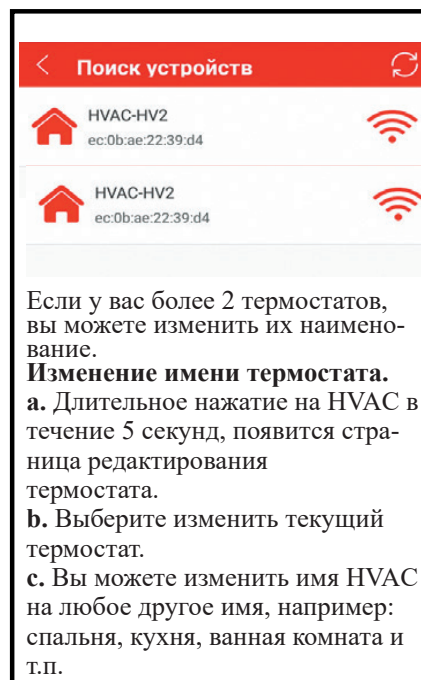 Поиск устройств
HVAC-HV2
ec:0b:ae:22:39:d4
HVAC-HV2
ec:0b:ae:22:39:d4
Если у вас более 2 термостатов,
вы можете изменить их наимено-
вание.
Изменение имени термостата.
a. Длительное нажатие на HVAC в
течение 5 секунд, появится стра-
ница редактирования
термостата.
b. Выберите изменить текущий
термостат.
c. Вы можете изменить имя HVAC
на любое другое имя, например:
спальня, кухня, ванная комната и
т.п.